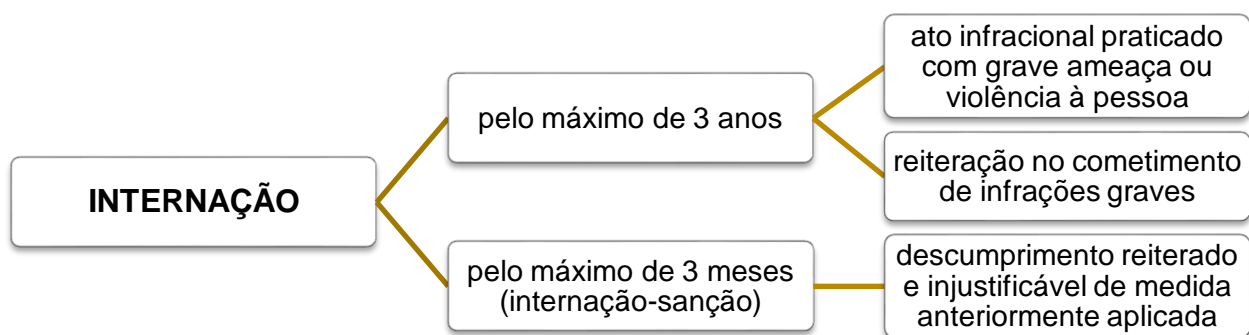 INTERNAÇÃO
pelo máximo de 3 anos
ato infracional praticado
com grave ameaça ou
violência à pessoa
reiteração no cometimento
de infrações graves
pelo máximo de 3 meses
(internação-sanção)
descumprimento reiterado
e injustificável de medida
anteriormente aplicada